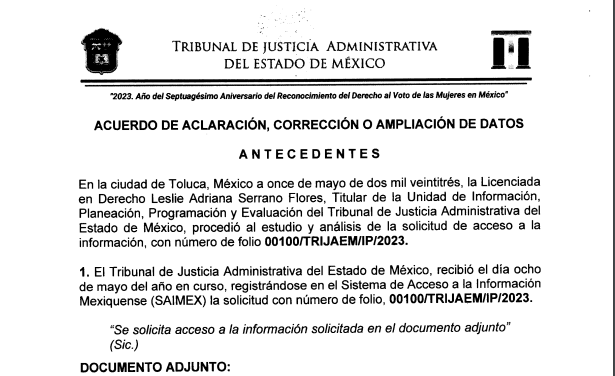 TRIBUNAL DE JUSTICIA ADMINISTRATIVA
DEL ESTADO DE MÉXICO
"2023. Año del Septuagésimo Aniversario del Reconocimiento del Derecho al Voto de las Mujeres en México"
ACUERDO DE ACLARACIÓN, CORRECCIÓN O AMPLIACIÓN DE DATOS
A N T E C E D E N T E S
En la ciudad de Toluca, México a once de mayo de dos mil veintitrés, la Licenciada
en Derecho Leslie Adriana Serrano Flores, Titular de la Unidad de Información,
Planeación, Programación y Evaluación del Tribunal de Justicia Administrativa del
Estado de México, procedió al estudio y análisis de la solicitud de acceso a la
información, con número de folio 00100/TRIJAEM/IP/2023.
1. El Tribunal de Justicia Administrativa del Estado de México, recibió el día ocho
de mayo del año en curso, registrándose en el Sistema de Acceso a la Información
Mexiquense (SAIMEX) la solicitud con número de folio, 00100/TRIJAEM/IP/2023.
"Se solicita acceso a la información solicitada en el documento adjunto"
(Sic.)
DOCUMENTO ADJUNTO: